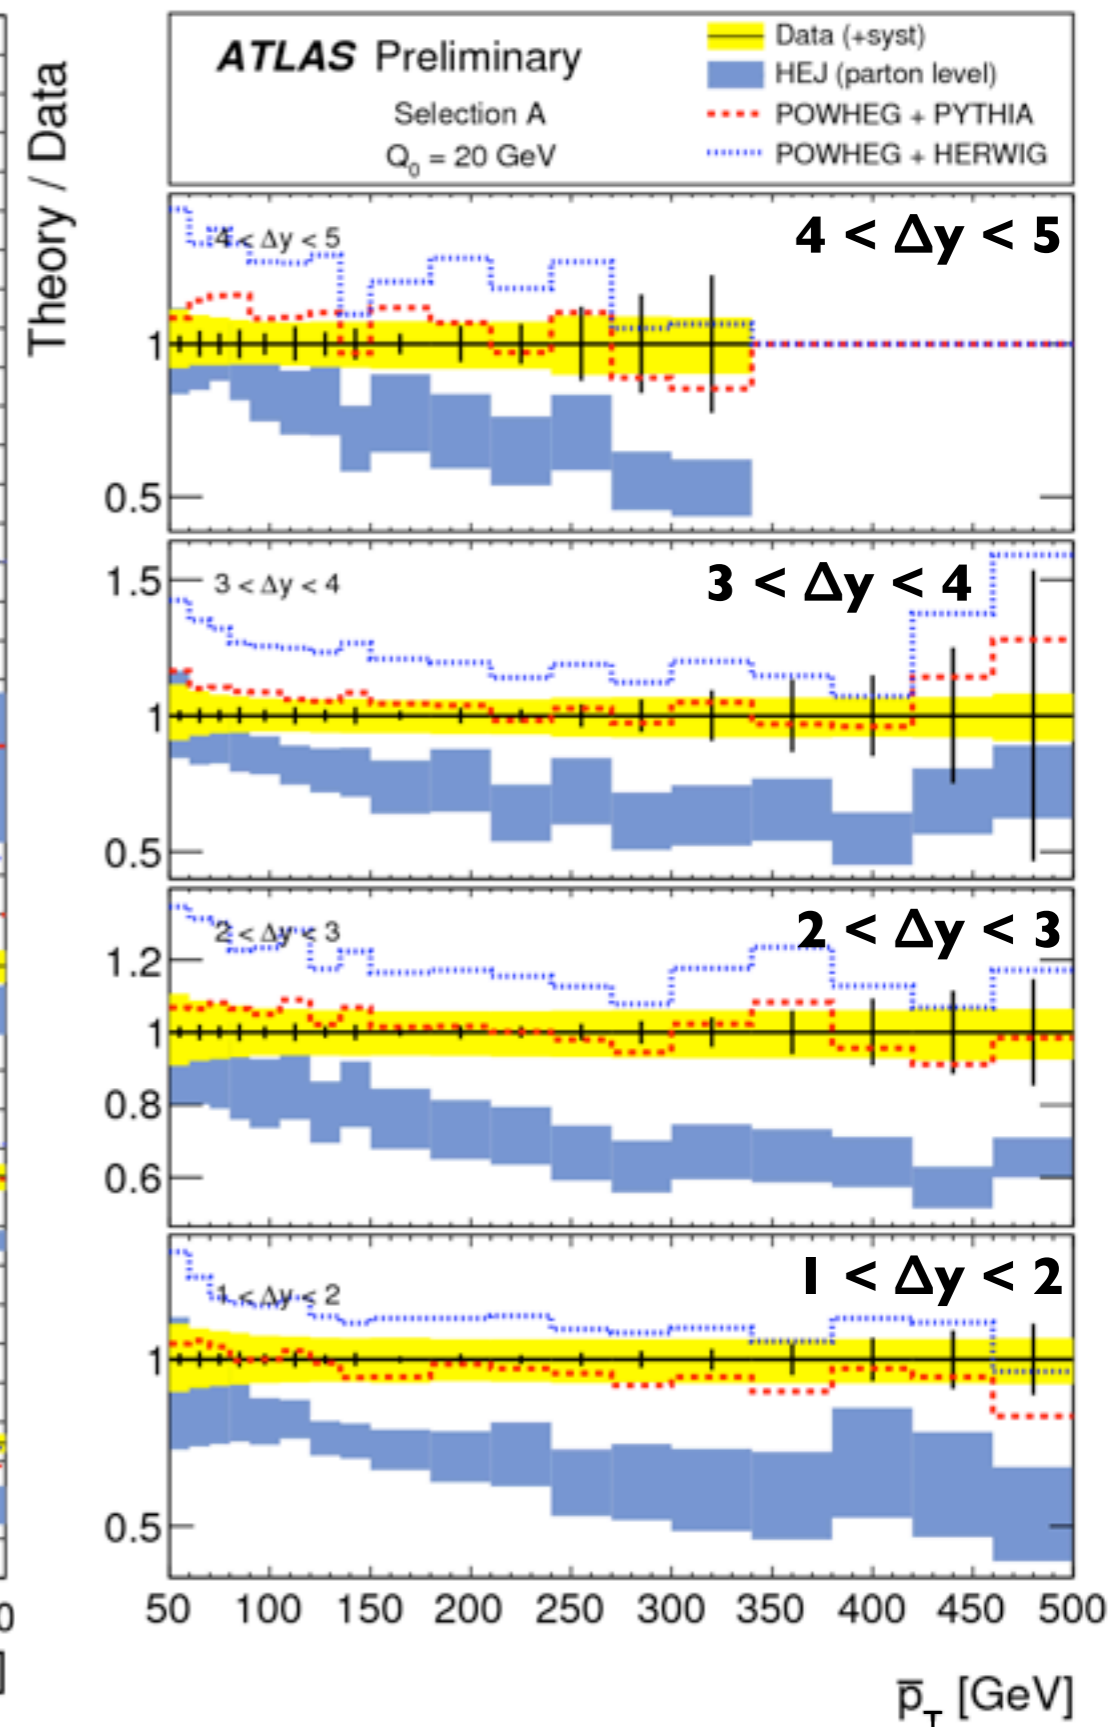 Theory / Data
ATLAS Preliminary
Selection A
Q₀ = 20 GeV
Data (+syst)
HEJ (parton level)
POWHEG + PYTHIA
POWHEG + HERWIG
4 < Δy < 5
4 < Δy < 5
1
0.5
3 < Δy < 4
3 < Δy < 4
1.5
1
0.5
2 < Δy < 3
2 < Δy < 3
1.2
1
0.8
0.6
1 < Δy < 2
1 < Δy < 2
1
0.5
0 50 100 150 200 250 300 350 400 450 500
p̅_T [GeV]